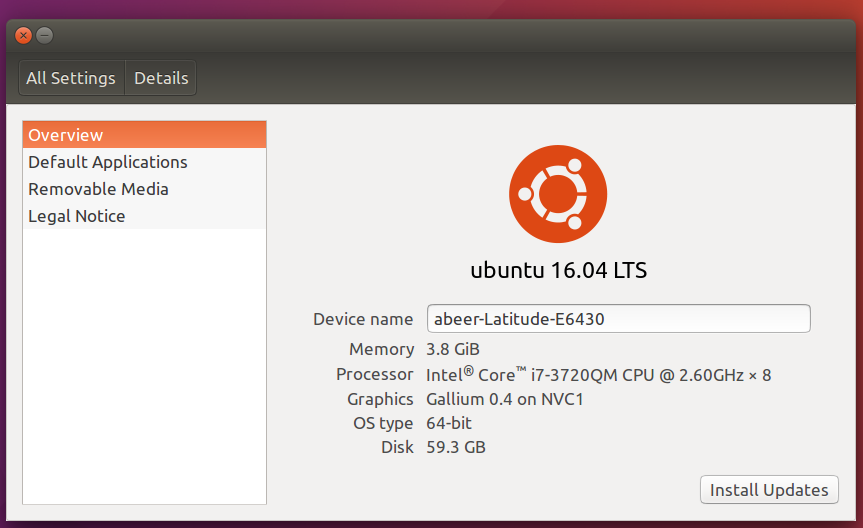 All Settings Details
Overview
Default Applications
Removable Media
Legal Notice
ubuntu 16.04 LTS
Device name abeer-Latitude-E6430
Memory 3.8 GiB
Processor Intel® Core™ i7-3720QM CPU @ 2.60GHz × 8
Graphics Gallium 0.4 on NVC1
OS type 64-bit
Disk 59.3 GB
Install Updates